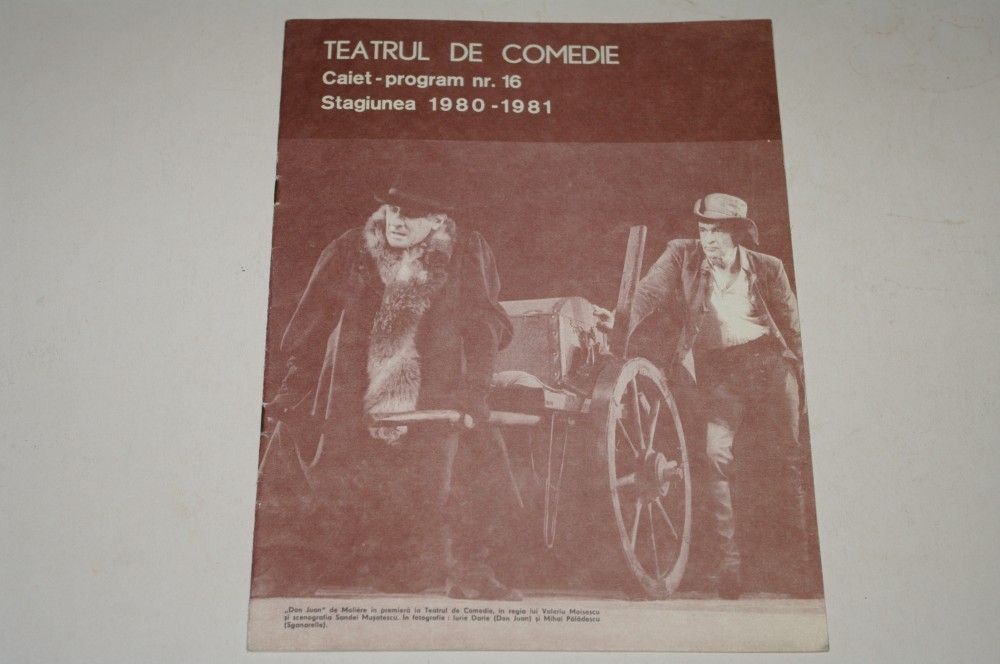 TEATRUL DE COMEDIE
Caiet-program nr. 16
Stagiunea 1980-1981
„Don Juan" de Molière în premieră la Teatrul de Comedie, în regia lui Valeriu Moisescu
și scenografia Sandei Mușatescu. În fotografie : Iurie Darie (Don Juan) și Mihai Pălădescu
(Sganarelle).